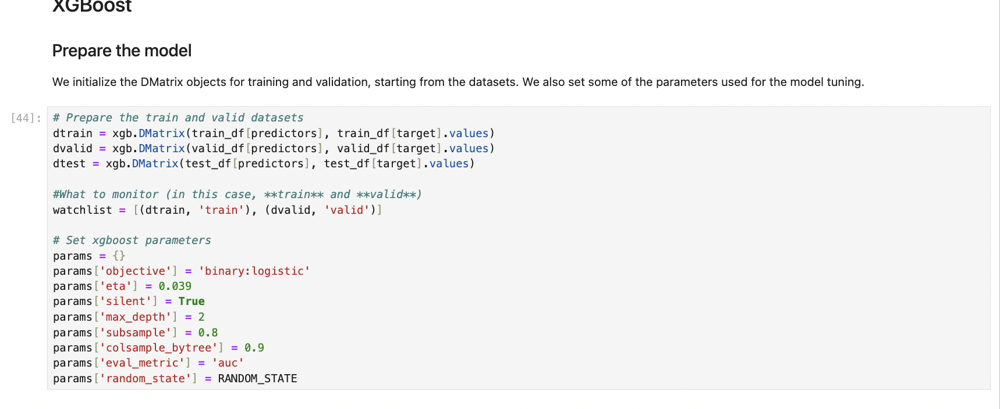 XGBoost
Prepare the model
We initialize the DMatrix objects for training and validation, starting from the datasets. We also set some of the parameters used for the model tuning.
[44]:
# Prepare the train and valid datasets
dtrain = xgb.DMatrix(train_df[predictors], train_df[target].values)
dvalid = xgb.DMatrix(valid_df[predictors], valid_df[target].values)
dtest = xgb.DMatrix(test_df[predictors], test_df[target].values)
#What to monitor (in this case, **train** and **valid**)
watchlist = [(dtrain, 'train'), (dvalid, 'valid')]
# Set xgboost parameters
params = {}
params['objective'] = 'binary:logistic'
params['eta'] = 0.039
params['silent'] = True
params['max_depth'] = 2
params['subsample'] = 0.8
params['colsample_bytree'] = 0.9
params['eval_metric'] = 'auc'
params['random_state'] = RANDOM_STATE